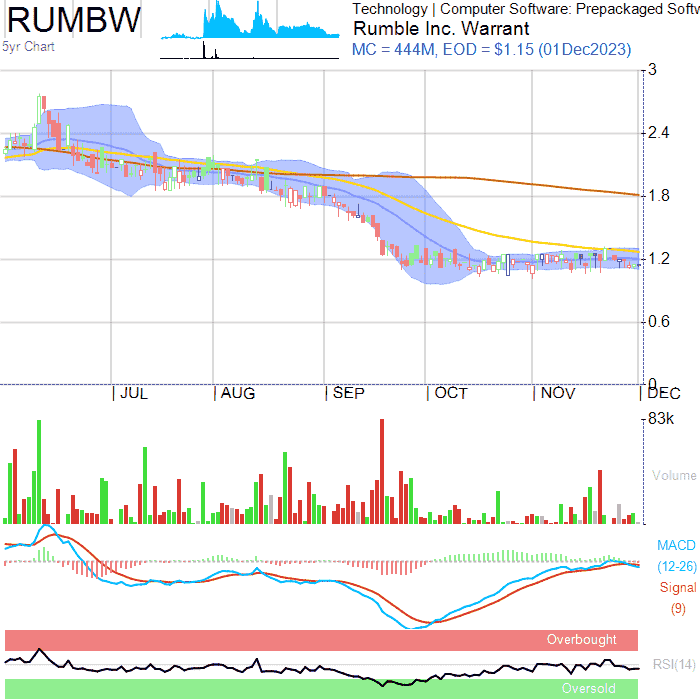 RUMBW
5yr Chart
Technology | Computer Software: Prepackaged Softw
Rumble Inc. Warrant
MC = 444M, EOD = $1.15 (01Dec2023)
3
2.4
1.8
1.2
0.6
0
JUL AUG SEP OCT NOV DEC
83k
Volume
MACD
(12-26)
Signal
(9)
Overbought
RSI(14)
Oversold